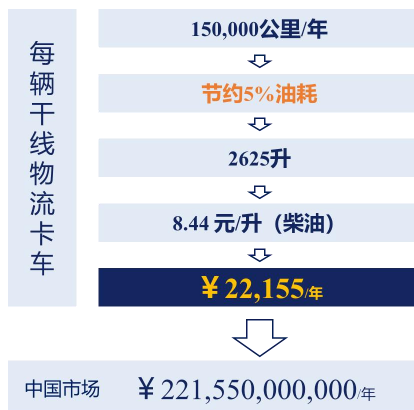 每辆干线物流卡车
150,000公里/年
节约5%油耗
2625升
8.44 元/升（柴油）
￥22,155/年
中国市场 ￥221,550,000,000/年